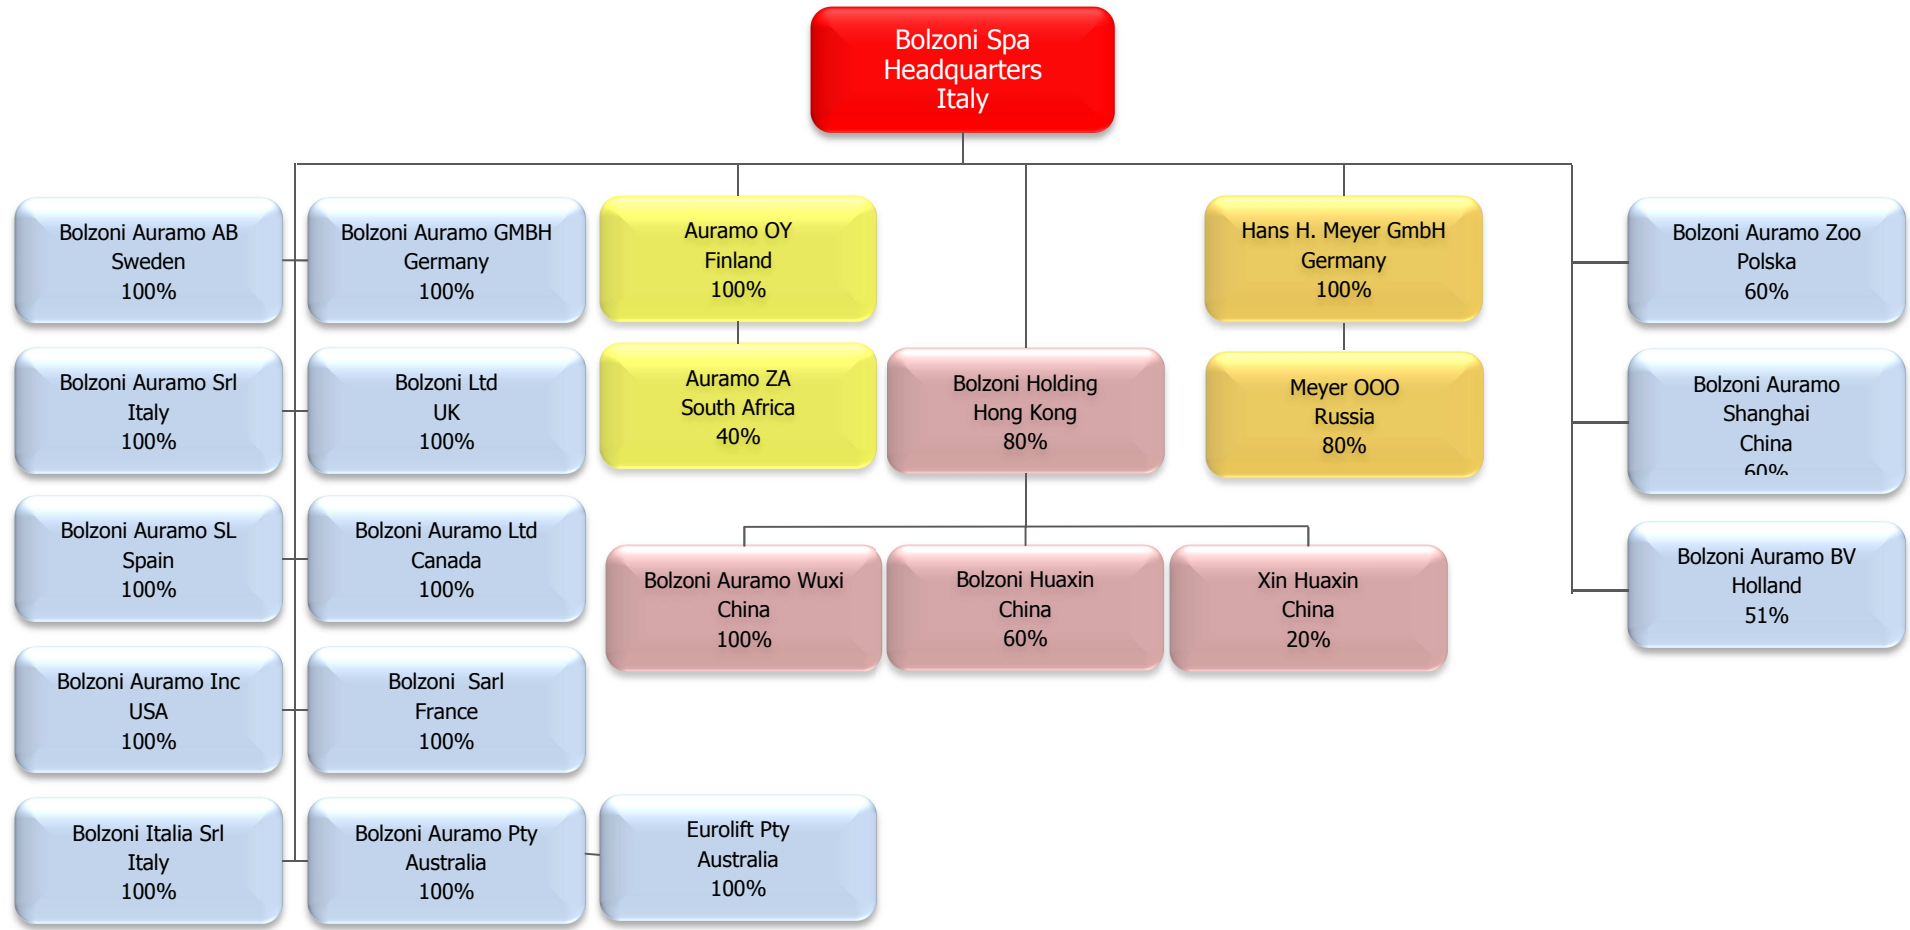 Bolzoni Spa
Headquarters
Italy
Bolzoni Auramo AB
Sweden
100%
Bolzoni Auramo GMBH
Germany
100%
Auramo OY
Finland
100%
Hans H. Meyer GmbH
Germany
100%
Bolzoni Auramo Zoo
Polska
60%
Bolzoni Auramo Srl
Italy
100%
Bolzoni Ltd
UK
100%
Auramo ZA
South Africa
40%
Bolzoni Holding
Hong Kong
80%
Meyer OOO
Russia
80%
Bolzoni Auramo
Shanghai
China
60%
Bolzoni Auramo SL
Spain
100%
Bolzoni Auramo Ltd
Canada
100%
Bolzoni Auramo Wuxi
China
100%
Bolzoni Huaxin
China
60%
Xin Huaxin
China
20%
Bolzoni Auramo BV
Holland
51%
Bolzoni Auramo Inc
USA
100%
Bolzoni Sarl
France
100%
Bolzoni Italia Srl
Italy
100%
Bolzoni Auramo Pty
Australia
100%
Eurolift Pty
Australia
100%